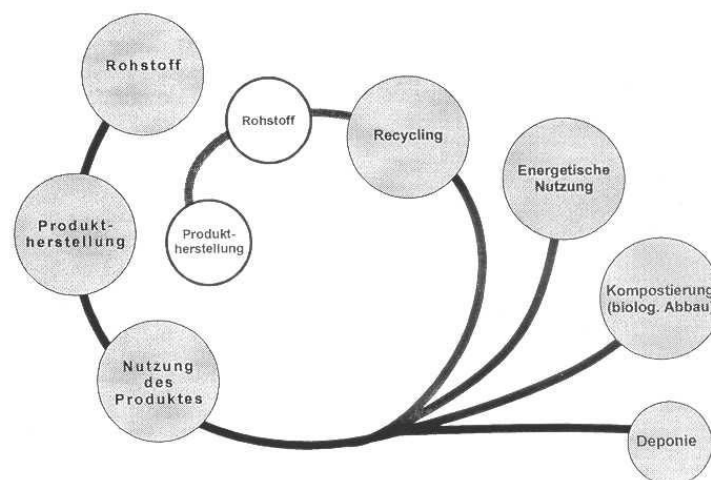 Rohstoff
Produkt-
herstellung
Nutzung
des
Produktes
Rohstoff
Produkt-
herstellung
Recycling
Energetische
Nutzung
Kompostierung
(biolog. Abbau)
Deponie